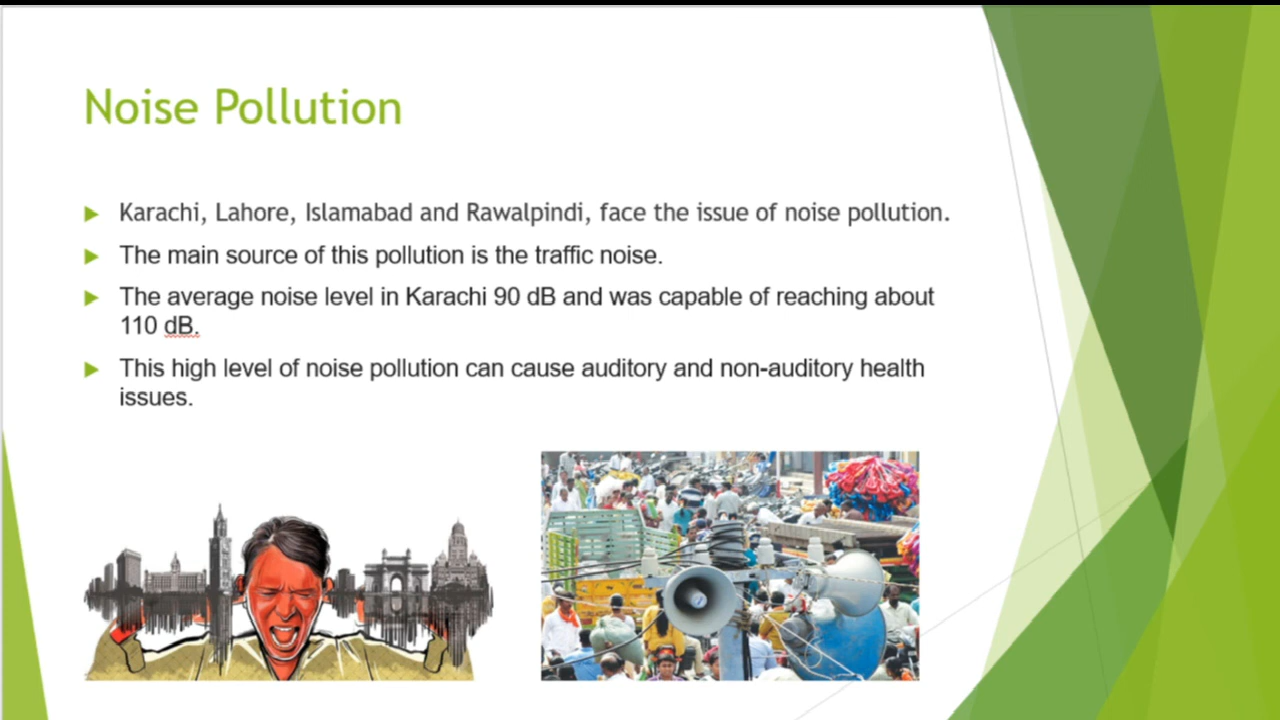 Noise Pollution
Karachi, Lahore, Islamabad and Rawalpindi, face the issue of noise pollution.
The main source of this pollution is the traffic noise.
The average noise level in Karachi 90 dB and was capable of reaching about
110 dB.
This high level of noise pollution can cause auditory and non-auditory health
issues.